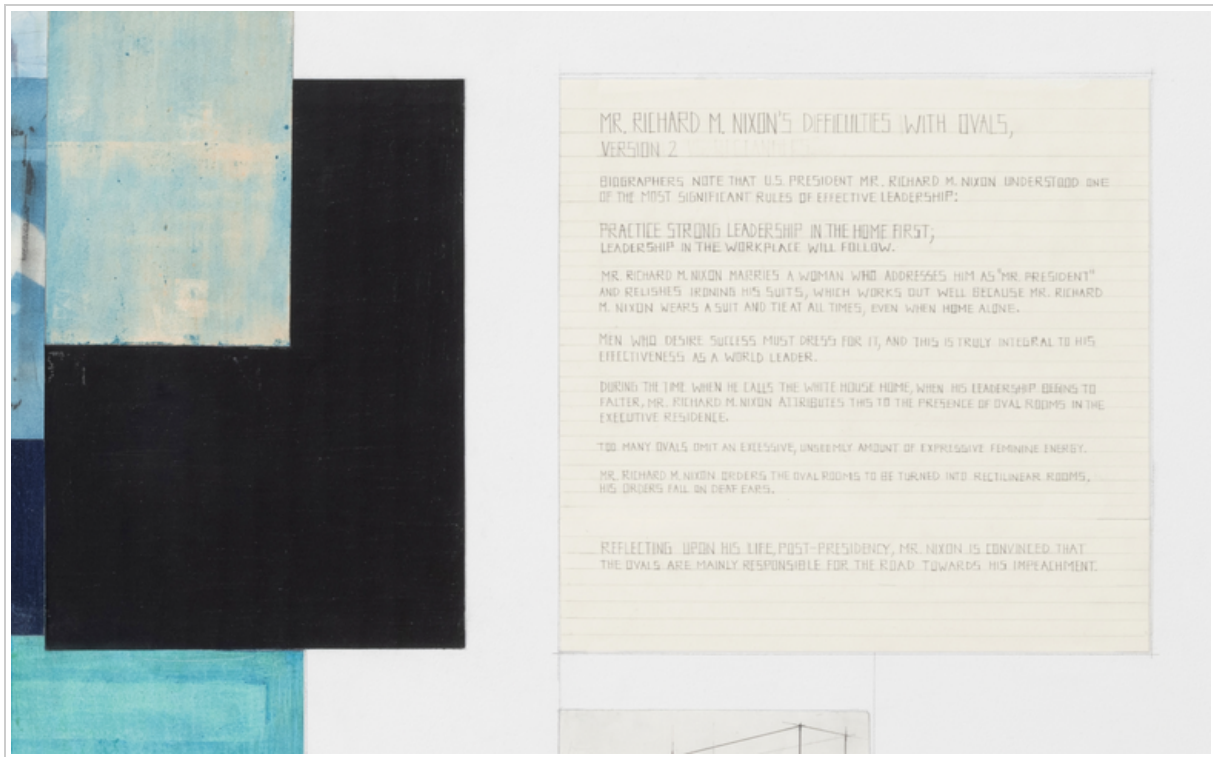 MR. RICHARD M. NIXON'S DIFFICULTIES WITH OVALS,
VERSION 2
BIOGRAPHERS NOTE THAT U.S. PRESIDENT MR. RICHARD M. NIXON UNDERSTOOD ONE
OF THE MOST SIGNIFICANT RULES OF EFFECTIVE LEADERSHIP:
PRACTICE STRONG LEADERSHIP IN THE HOME FIRST;
LEADERSHIP IN THE WORKPLACE WILL FOLLOW.
MR. RICHARD M. NIXON MARRIES A WOMAN WHO ADDRESSES HIM AS "MR. PRESIDENT"
AND RELISHES IRONING HIS SUITS, WHICH WORKS OUT WELL BECAUSE MR. RICHARD
M. NIXON WEARS A SUIT AND TIE AT ALL TIMES, EVEN WHEN HOME ALONE.
MEN WHO DESIRE SUCCESS MUST DRESS FOR IT, AND THIS IS TRULY INTEGRAL TO HIS
EFFECTIVENESS AS A WORLD LEADER.
DURING THE TIME WHEN HE CALLS THE WHITE HOUSE HOME, WHEN HIS LEADERSHIP BEGINS TO
FALTER, MR. RICHARD M. NIXON ATTRIBUTES THIS TO THE PRESENCE OF OVAL ROOMS IN THE
EXECUTIVE RESIDENCE.
TOO MANY OVALS OMIT AN EXCESSIVE, UNSEEMLY AMOUNT OF EXPRESSIVE FEMININE ENERGY.
MR. RICHARD M. NIXON ORDERS THE OVAL ROOMS TO BE TURNED INTO RECTILINEAR ROOMS,
HIS ORDERS FALL ON DEAF EARS.
REFLECTING UPON HIS LIFE, POST-PRESIDENCY, MR. NIXON IS CONVINCED THAT
THE OVALS ARE MAINLY RESPONSIBLE FOR THE ROAD TOWARDS HIS IMPEACHMENT.